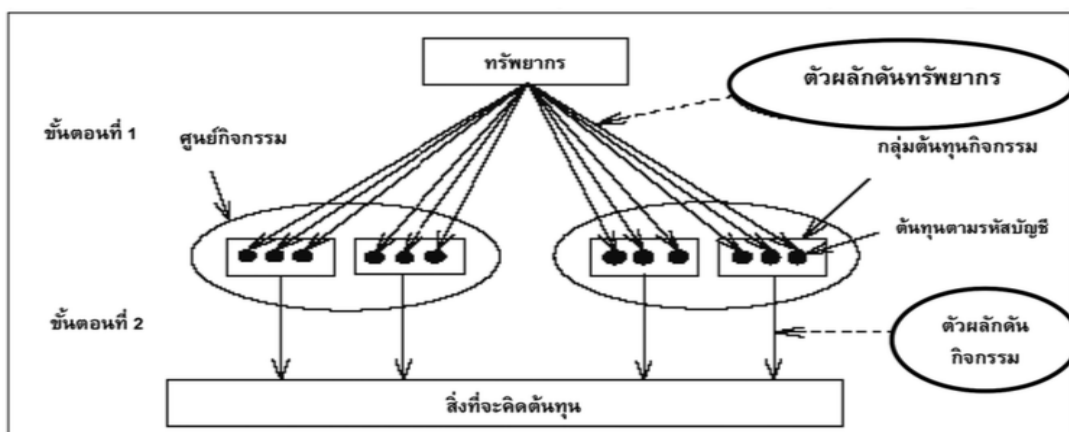 ทรัพยากร
ตัวผลักดันทรัพยากร
ขั้นตอนที่ 1
ศูนย์กิจกรรม
กลุ่มต้นทุนกิจกรรม
ต้นทุนตามรหัสบัญชี
ขั้นตอนที่ 2
ตัวผลักดัน
กิจกรรม
สิ่งที่จะคิดต้นทุน